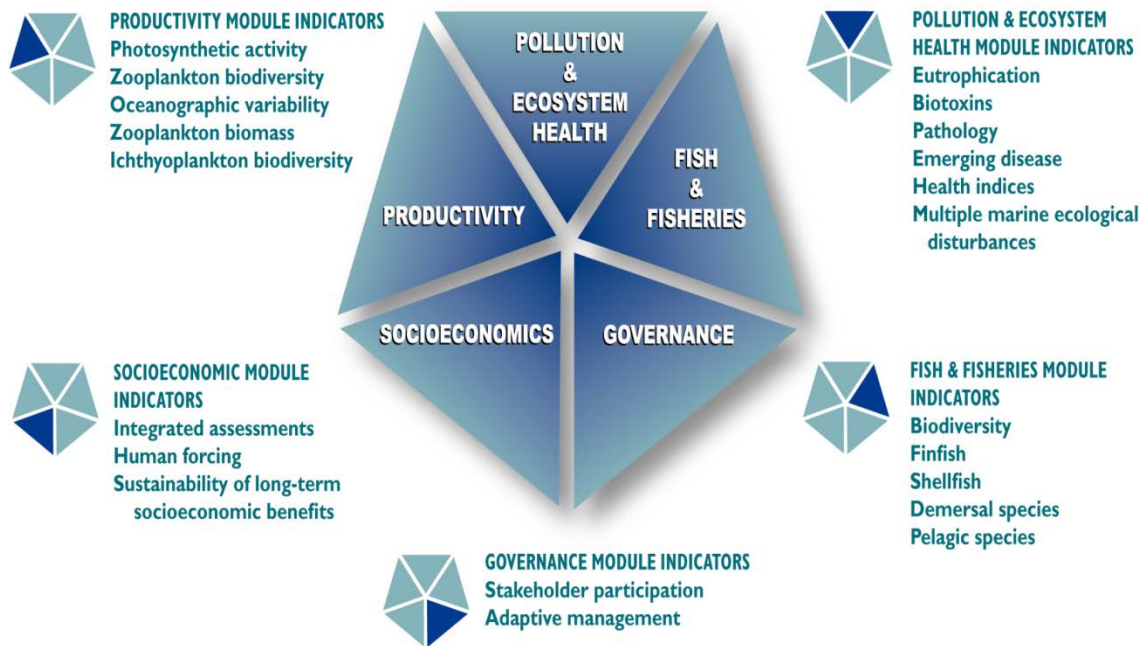 PRODUCTIVITY MODULE INDICATORS
Photosynthetic activity
Zooplankton biodiversity
Oceanographic variability
Zooplankton biomass
Ichthyoplankton biodiversity
POLLUTION
&
ECOSYSTEM
HEALTH
FISH
&
FISHERIES
PRODUCTIVITY
SOCIOECONOMICS
GOVERNANCE
POLLUTION & ECOSYSTEM
HEALTH MODULE INDICATORS
Eutrophication
Biotoxins
Pathology
Emerging disease
Health indices
Multiple marine ecological
disturbances
SOCIOECONOMIC MODULE
INDICATORS
Integrated assessments
Human forcing
Sustainability of long-term
socioeconomic benefits
FISH & FISHERIES MODULE
INDICATORS
Biodiversity
Finfish
Shellfish
Demersal species
Pelagic species
GOVERNANCE MODULE INDICATORS
Stakeholder participation
Adaptive management